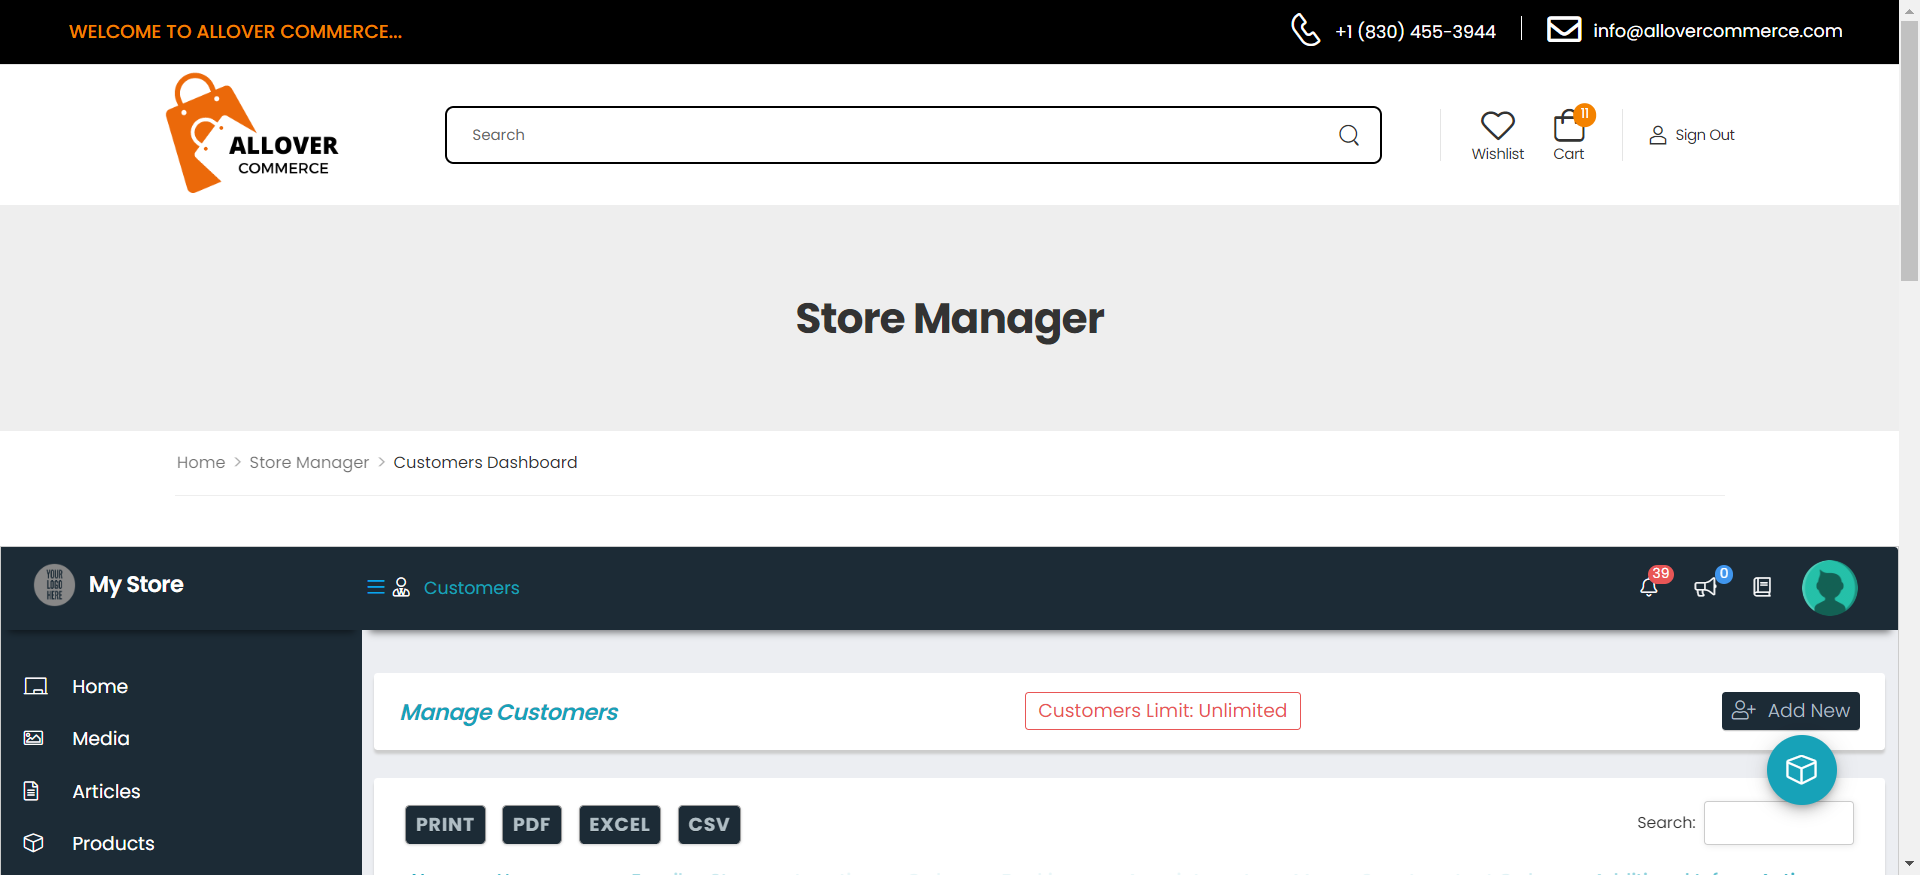 WELCOME TO ALLOVER COMMERCE...
+1 (830) 455-3944
info@allovercommerce.com
ALLOVER
COMMERCE
Search
11
Wishlist
Cart
Sign Out
Store Manager
Home > Store Manager > Customers Dashboard
YOUR
LOGO
HERE
My Store
Customers
39
0
Home
Media
Articles
Products
Manage Customers
Customers Limit: Unlimited
Add New
PRINT
PDF
EXCEL
CSV
Search: